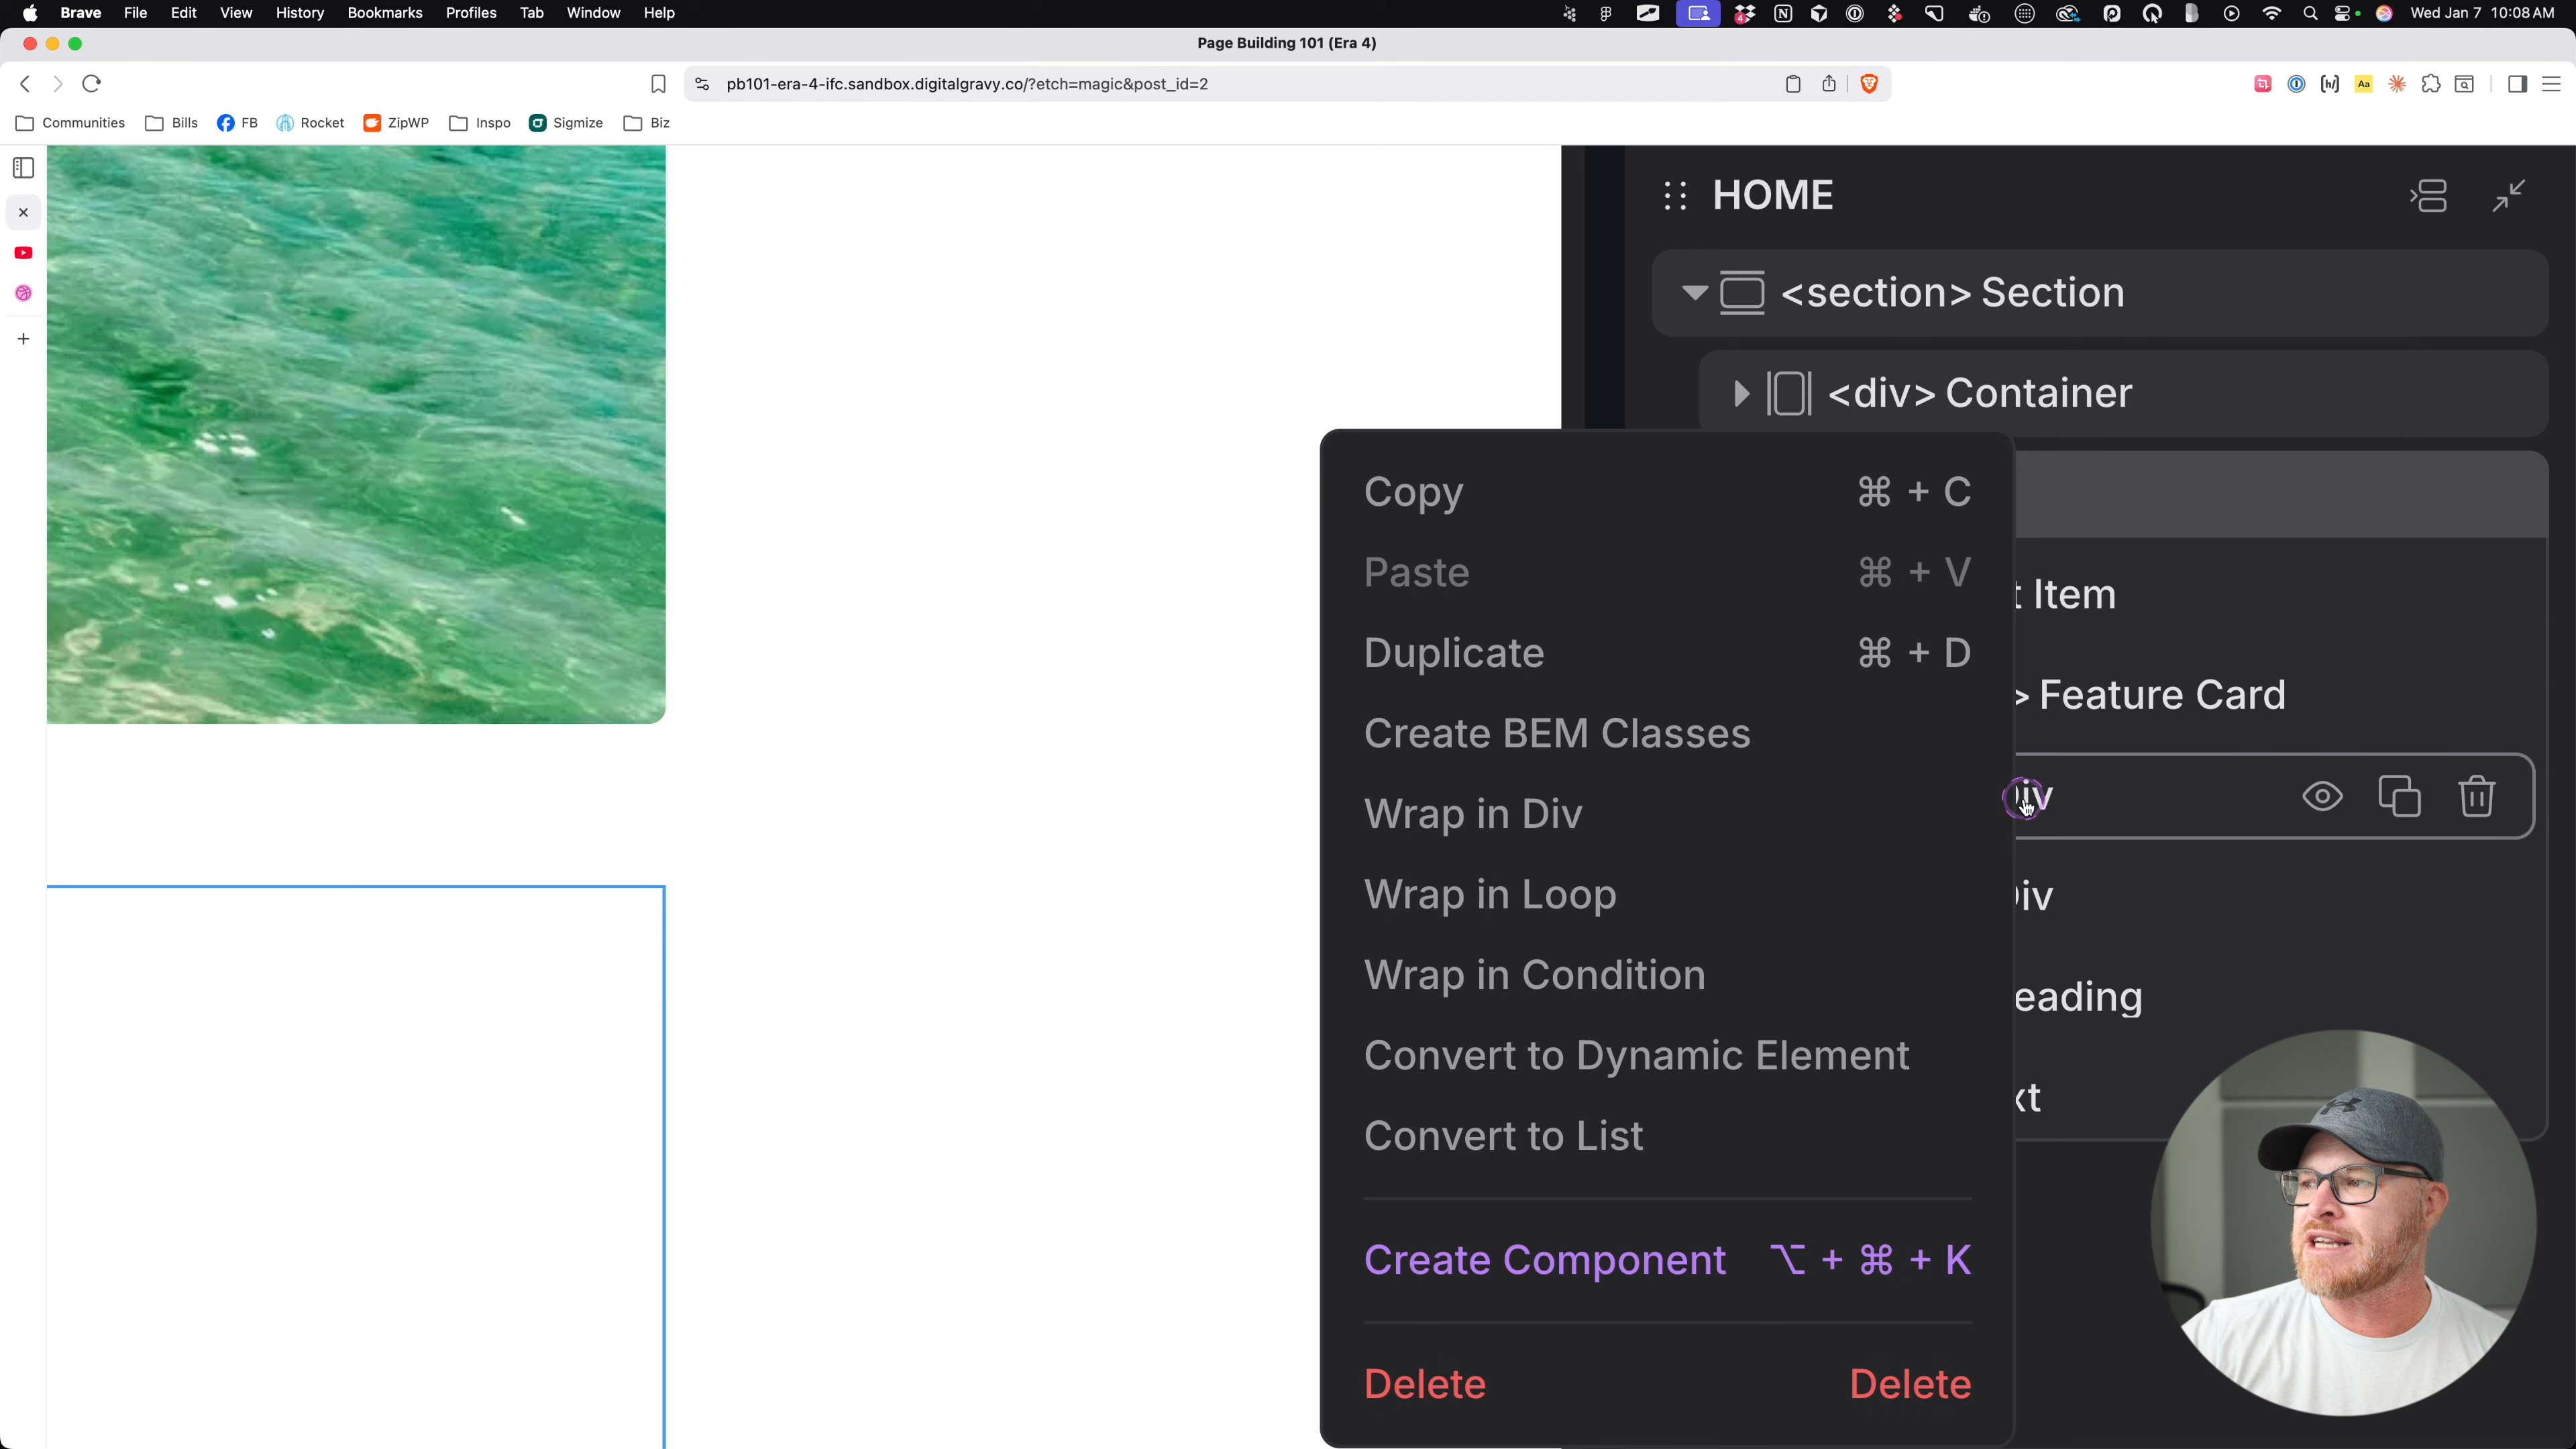 Brave File Edit View History Bookmarks Profiles Tab Window Help
Wed Jan 7 10:08 AM
Page Building 101 (Era 4)
pb101-era-4-ifc.sandbox.digitalgravy.co/?etch=magic&post_id=2
Communities Bills FB Rocket ZipWP Inspo Sigmize Biz
HOME
<section> Section
<div> Container
Copy ⌘ + C
Paste ⌘ + V
t Item
Duplicate ⌘ + D
> Feature Card
Create BEM Classes
Wrap in Div
iv
Wrap in Loop
iv
Wrap in Condition
eading
Convert to Dynamic Element
xt
Convert to List
Create Component ⌥ + ⌘ + K
Delete Delete